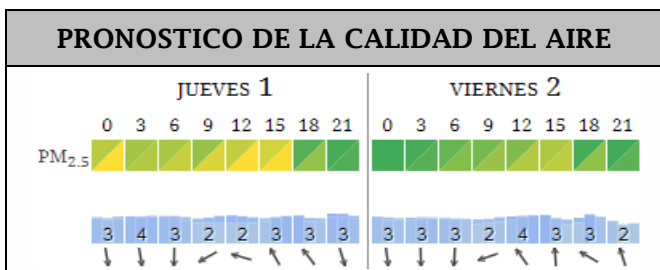 PRONOSTICO DE LA CALIDAD DEL AIRE
JUEVES 1 VIERNES 2
0 3 6 9 12 15 18 21 0 3 6 9 12 15 18 21
PM2.5
3 4 3 2 2 3 3 3 3 3 3 2 4 3 3 2